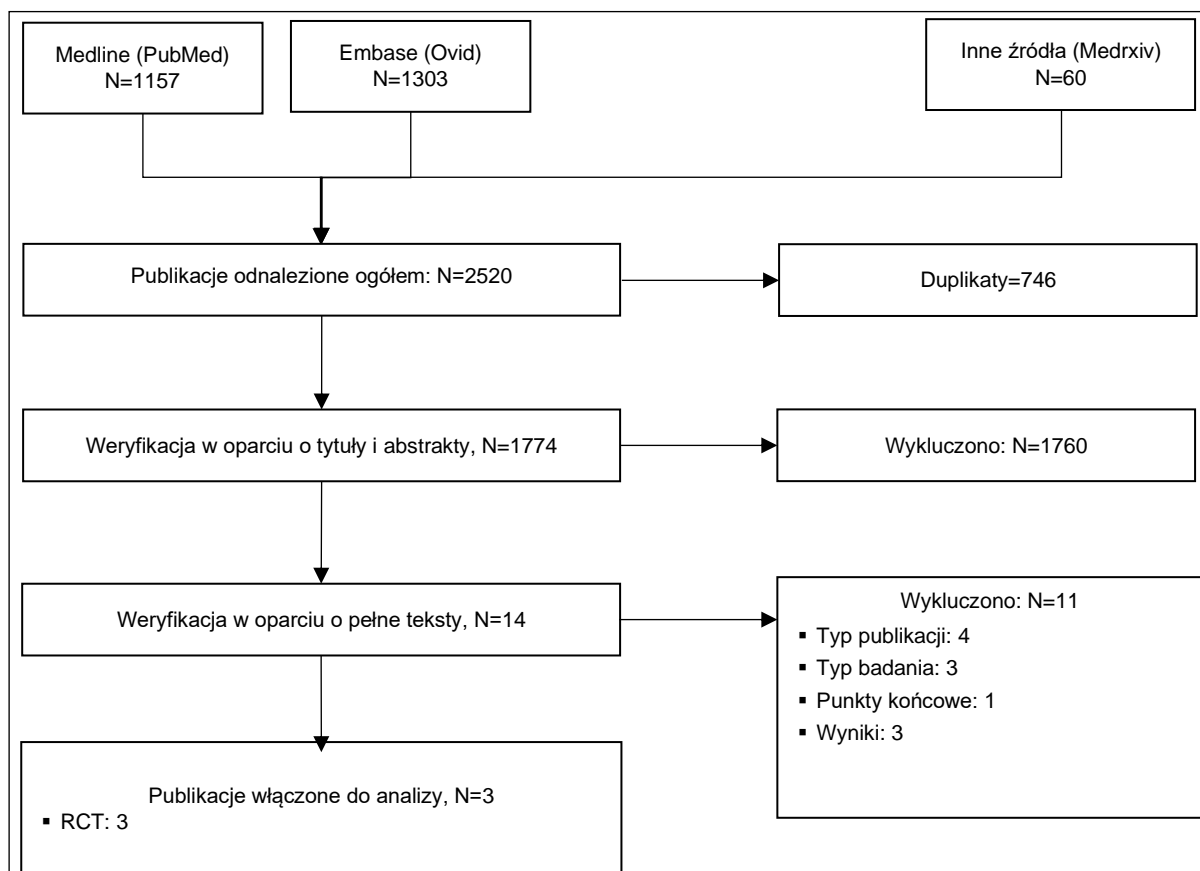 Medline (PubMed)
N=1157
Embase (Ovid)
N=1303
Inne źródła (Medrxiv)
N=60
Publikacje odnalezione ogółem: N=2520
Duplikaty=746
Weryfikacja w oparciu o tytuły i abstrakty, N=1774
Wykluczono: N=1760
Weryfikacja w oparciu o pełne teksty, N=14
Wykluczono: N=11
▪ Typ publikacji: 4
▪ Typ badania: 3
▪ Punkty końcowe: 1
▪ Wyniki: 3
Publikacje włączone do analizy, N=3
▪ RCT: 3